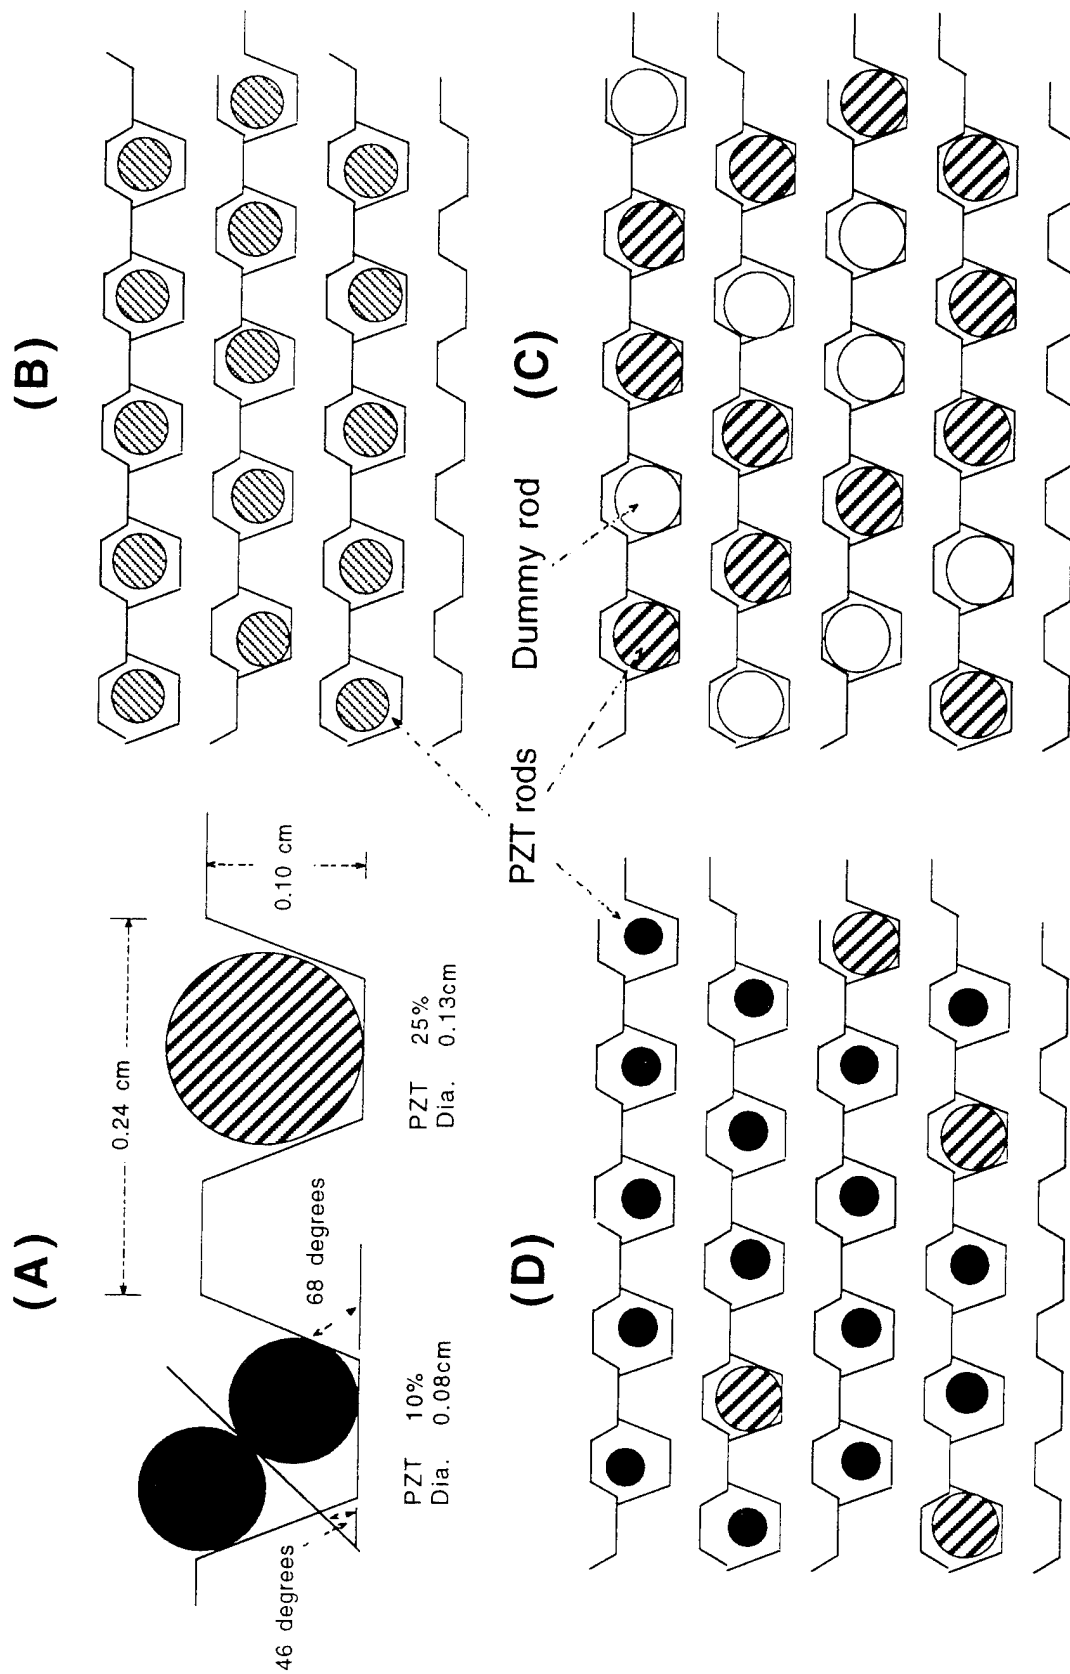 (A)
0.24 cm
0.10 cm
68 degrees
46 degrees
PZT 10%
Dia. 0.08cm
PZT 25%
Dia. 0.13cm
(B)
PZT rods
Dummy rod
(D)
(C)